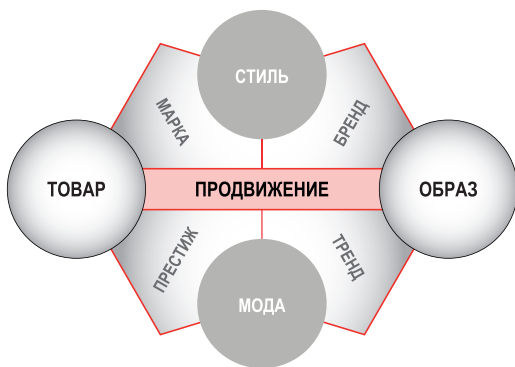 СТИЛЬ
МАРКА
БРЕНД
ТОВАР
ПРОДВИЖЕНИЕ
ОБРАЗ
ПРЕСТИЖ
ТРЕНД
МОДА